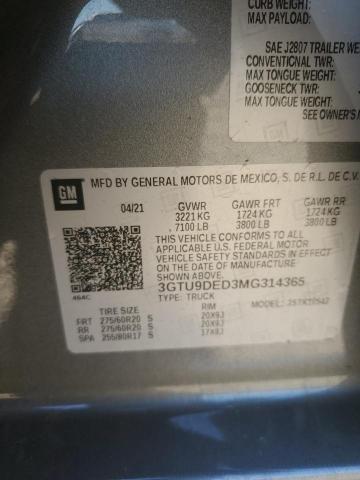 CURB WEIGHT:
MAX PAYLOAD:
SAE J2807 TRAILER WE
CONVENTIONAL TWR:
MAX TONGUE WEIGHT:
GOOSENECK TWR:
MAX TONGUE WEIGHT:
SEE OWNER'S
GM
MFD BY GENERAL MOTORS DE MEXICO, S. DE R.L. DE C.V.
04/21 GVWR GAWR FRT GAWR RR
3221 KG 1724 KG 1724 KG
7100 LB 3800 LB 3800 LB
THIS VEHICLE CONFORMS TO ALL
APPLICABLE U.S. FEDERAL MOTOR
VEHICLE SAFETY STANDARDS IN EFFECT
ON THE DATE OF MANUFACTURE
SHOWN ABOVE.
3GTU9DED3MG314365
TYPE: TRUCK MODEL:
464C
TIRE SIZE RIM
FRT 275/60R20 S 20X9J
RR 275/60R20 S 20X9J
SPA 255/80R17 S 17X8J